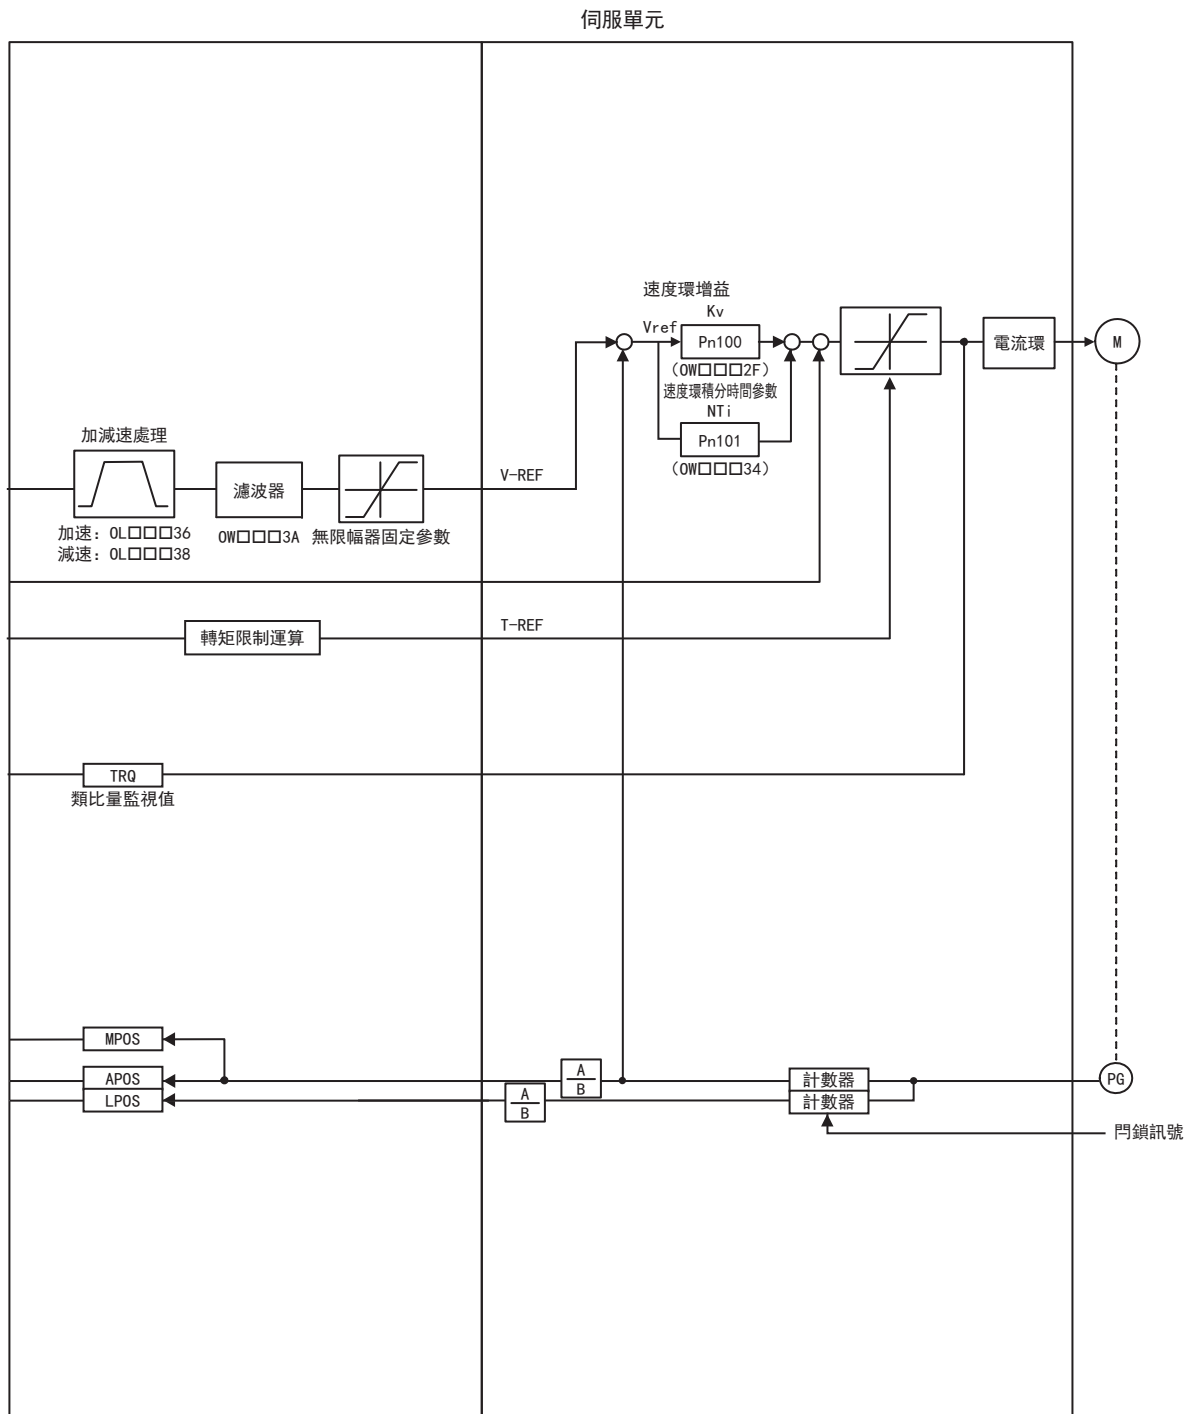 伺服單元
速度環增益
Kv
Vref
Pn100
(OW□□□2F)
速度環積分時間參數
NTi
Pn101
(OW□□□34)
電流環
M
加減速處理
濾波器
V-REF
加速: OL□□□36
減速: OL□□□38
OW□□□3A
無限幅器固定參數
轉矩限制運算
T-REF
TRQ
類比量監視值
MPOS
APOS
LPOS
A
B
A
B
計數器
計數器
PG
閂鎖訊號